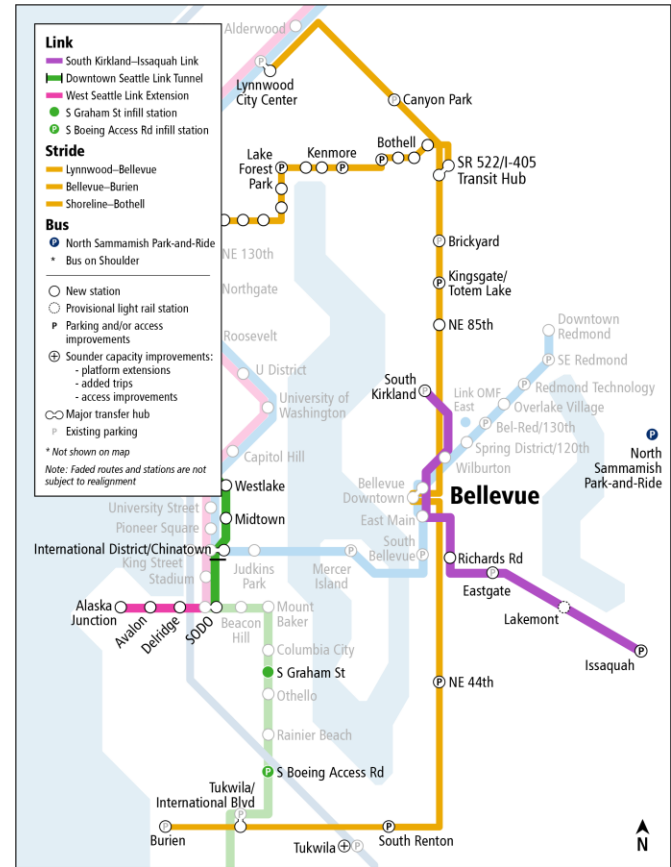 Link
South Kirkland–Issaquah Link
Downtown Seattle Link Tunnel
West Seattle Link Extension
S Graham St infill station
P S Boeing Access Rd infill station
Stride
Lynnwood–Bellevue
Bellevue–Burien
Shoreline–Bothell
Bus
P North Sammamish Park-and-Ride
* Bus on Shoulder
New station
Provisional light rail station
P Parking and/or access
improvements
Sounder capacity improvements:
- platform extensions
- added trips
- access improvements
Major transfer hub
P Existing parking
* Not shown on map
Note: Faded routes and stations are not
subject to realignment
Alderwood
P
Lynnwood
City Center
P Canyon Park
Bothell
P
Kenmore
P
Lake
Forest
Park
P
SR 522/I-405
Transit Hub
NE 130th
P Brickyard
Northgate
P Kingsgate/
Totem Lake
Roosevelt
NE 85th
Downtown
Redmond
P SE Redmond
U District
South
Kirkland
P
Link OMF
East
P Redmond Technology
Overlake Village
University of
Washington
P Bel-Red/130th
Spring District/120th
Capitol Hill
Wilburton
P
North
Sammamish
Park-and-Ride
Westlake
Bellevue
Downtown
Bellevue
University Street
Midtown
Pioneer Square
East Main
International District/Chinatown
South
Bellevue
P
King Street
Stadium
Judkins
Park
P
Mercer
Island
Richards Rd
P
Eastgate
Alaska
Junction
Avalon
Delridge
SODO
Beacon
Hill
Mount
Baker
Lakemont
P
Issaquah
Columbia City
S Graham St
Othello
P NE 44th
Rainier Beach
P S Boeing Access Rd
Tukwila/
International Blvd
P
P
Burien
P
South Renton
Tukwila P
N